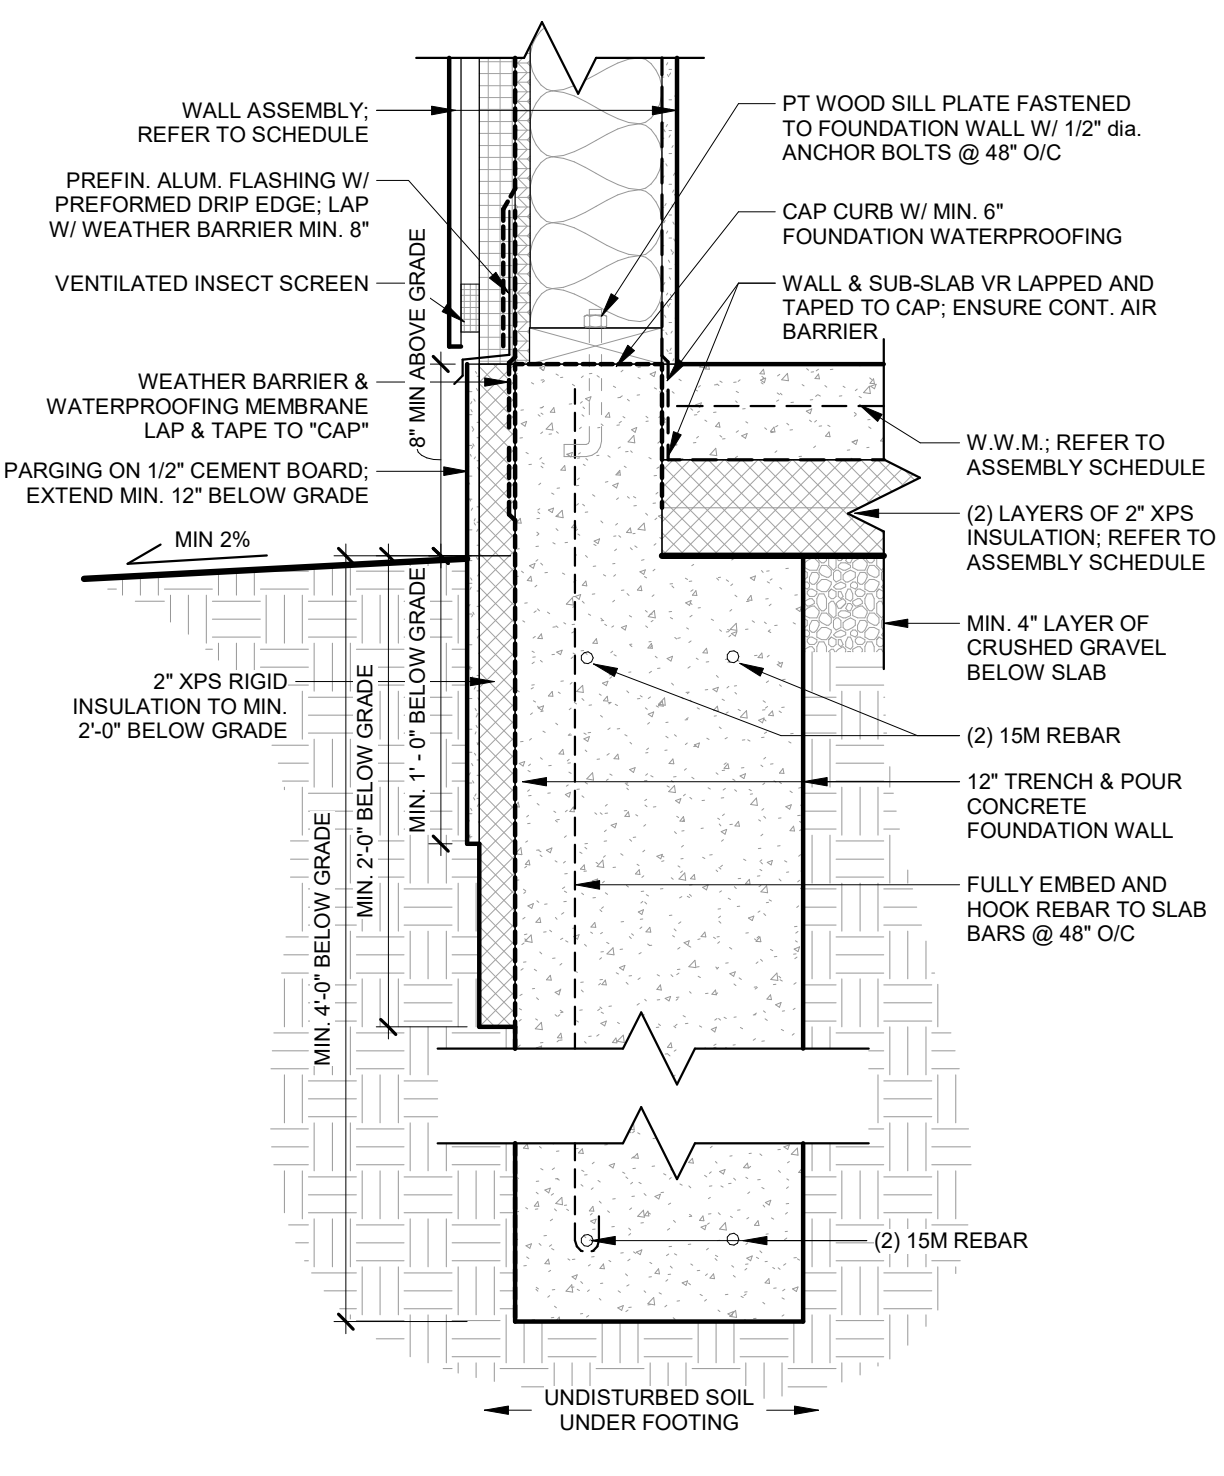 WALL ASSEMBLY;
REFER TO SCHEDULE
PREFIN. ALUM. FLASHING W/
PREFORMED DRIP EDGE; LAP
W/ WEATHER BARRIER MIN. 8"
VENTILATED INSECT SCREEN
8" MIN ABOVE GRADE
WEATHER BARRIER &
WATERPROOFING MEMBRANE
LAP & TAPE TO "CAP"
PARGING ON 1/2" CEMENT BOARD;
EXTEND MIN. 12" BELOW GRADE
MIN 2%
2" XPS RIGID
INSULATION TO MIN.
2'-0" BELOW GRADE
MIN. 4'-0" BELOW GRADE
MIN. 2'-0" BELOW GRADE
MIN. 1' - 0" BELOW GRADE
PT WOOD SILL PLATE FASTENED
TO FOUNDATION WALL W/ 1/2" dia.
ANCHOR BOLTS @ 48" O/C
CAP CURB W/ MIN. 6"
FOUNDATION WATERPROOFING
WALL & SUB-SLAB VR LAPPED AND
TAPED TO CAP; ENSURE CONT. AIR
BARRIER
W.W.M.; REFER TO
ASSEMBLY SCHEDULE
(2) LAYERS OF 2" XPS
INSULATION; REFER TO
ASSEMBLY SCHEDULE
MIN. 4" LAYER OF
CRUSHED GRAVEL
BELOW SLAB
(2) 15M REBAR
12" TRENCH & POUR
CONCRETE
FOUNDATION WALL
FULLY EMBED AND
HOOK REBAR TO SLAB
BARS @ 48" O/C
(2) 15M REBAR
UNDISTURBED SOIL
UNDER FOOTING